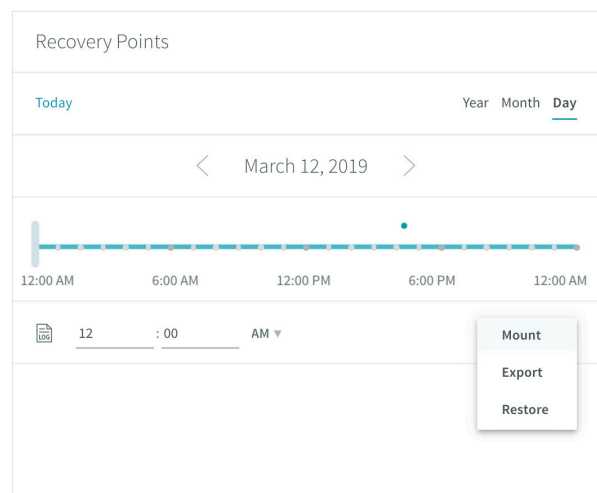 Recovery Points
Today Year Month Day
March 12, 2019
12:00 AM 6:00 AM 12:00 PM 6:00 PM 12:00 AM
LOG 12 : 00 AM
Mount
Export
Restore